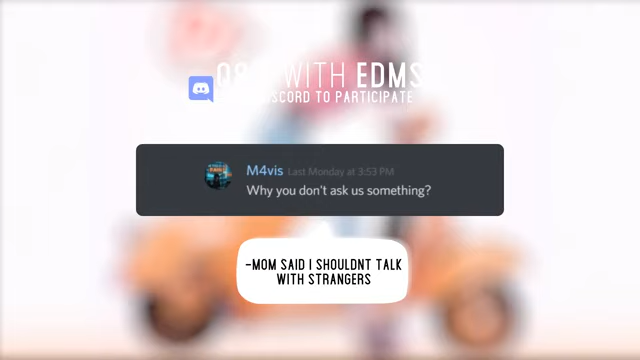 Q&A WITH EDMS
DISCORD TO PARTICIPATE
M4vis Last Monday at 3:53 PM
Why you don't ask us something?
-MOM SAID I SHOULDNT TALK
WITH STRANGERS